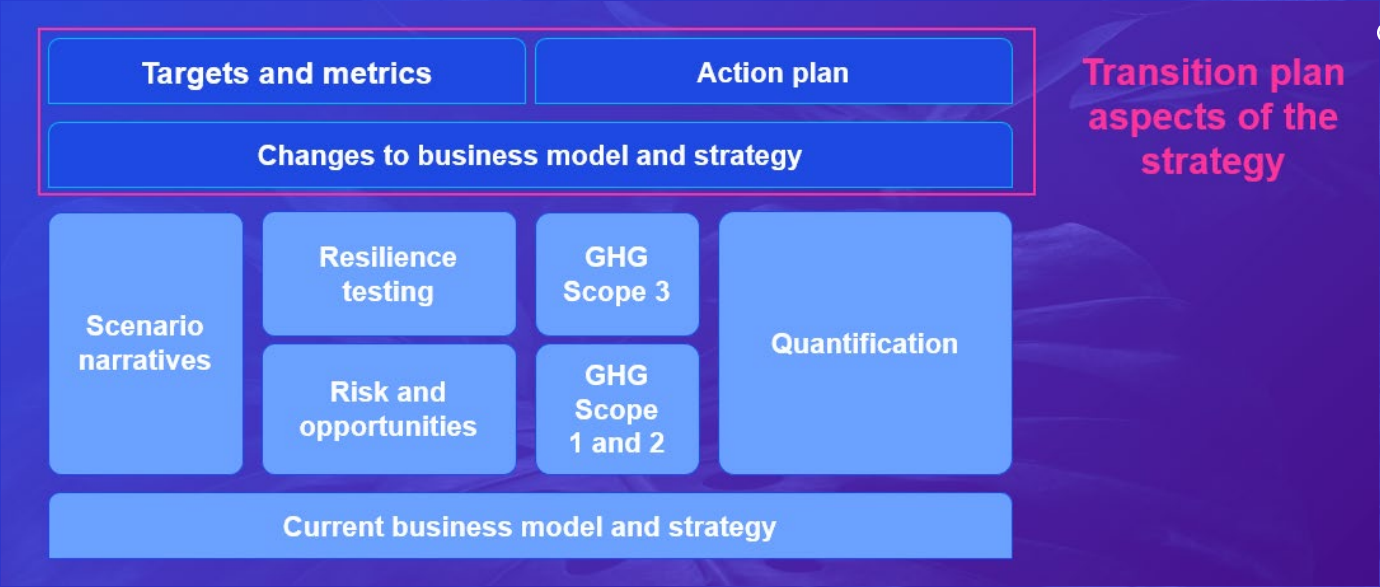 Targets and metrics
Action plan
Transition plan
aspects of the
strategy
Changes to business model and strategy
Scenario
narratives
Resilience
testing
Risk and
opportunities
GHG
Scope 3
GHG
Scope
1 and 2
Quantification
Current business model and strategy